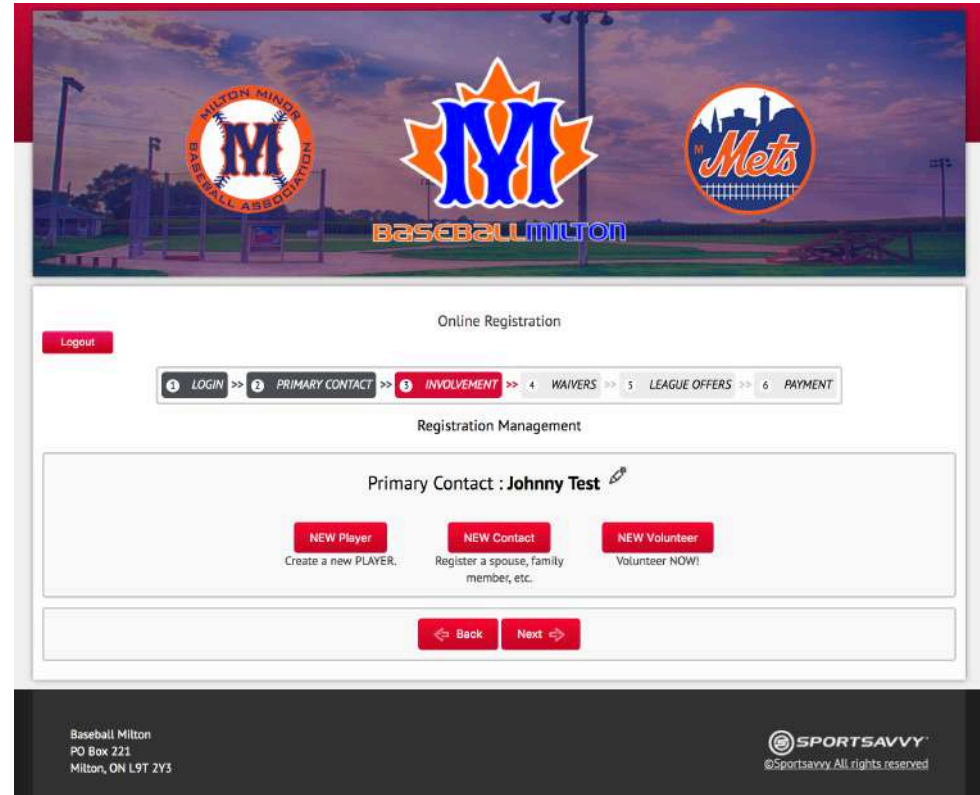 MILTON MINOR
BASEBALL ASSOCIATION
M
M
BASEBALLMILTON
M
Mets
Online Registration
Logout
1 LOGIN >> 2 PRIMARY CONTACT >> 3 INVOLVEMENT >> 4 WAIVERS >> 5 LEAGUE OFFERS >> 6 PAYMENT
Registration Management
Primary Contact : Johnny Test
NEW Player NEW Contact NEW Volunteer
Create a new PLAYER. Register a spouse, family Volunteer NOW!
member, etc.
Back Next
Baseball Milton
PO Box 221
Milton, ON L9T 2Y3
SPORTSAVVY
©Sportsavvy All rights reserved